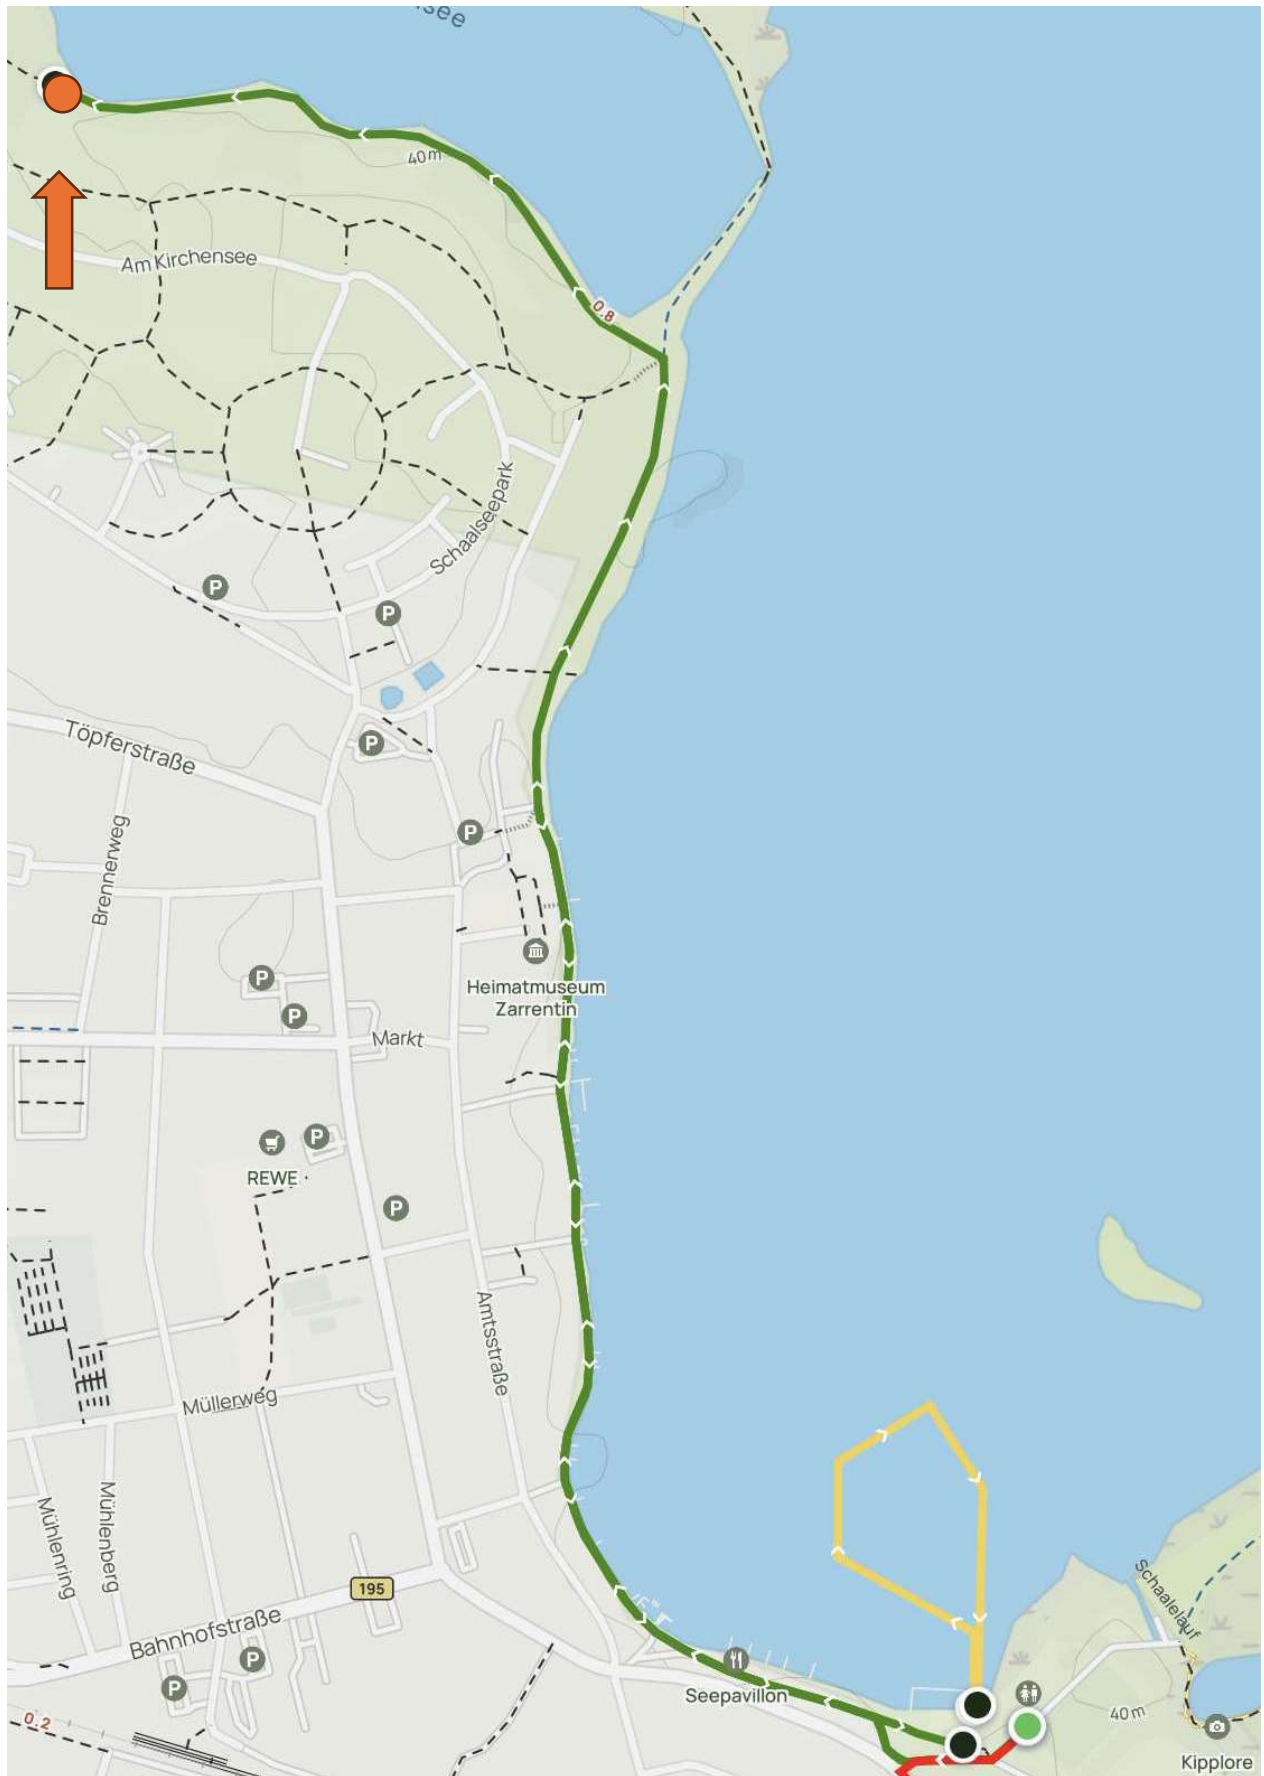 see
40m
Am Kirchensee
0.8
Schaalseepark
P
P
Töpferstraße
P
P
Brennerweg
Heimatmuseum
Zarrentin
P
P
Markt
P
REWE
P
Amtsstraße
Müllerweg
Mühlenring
Mühlenberg
195
Bahnhofstraße
Schaalelauf
P
P
Seepavillon
0.2
40m
Kipplore